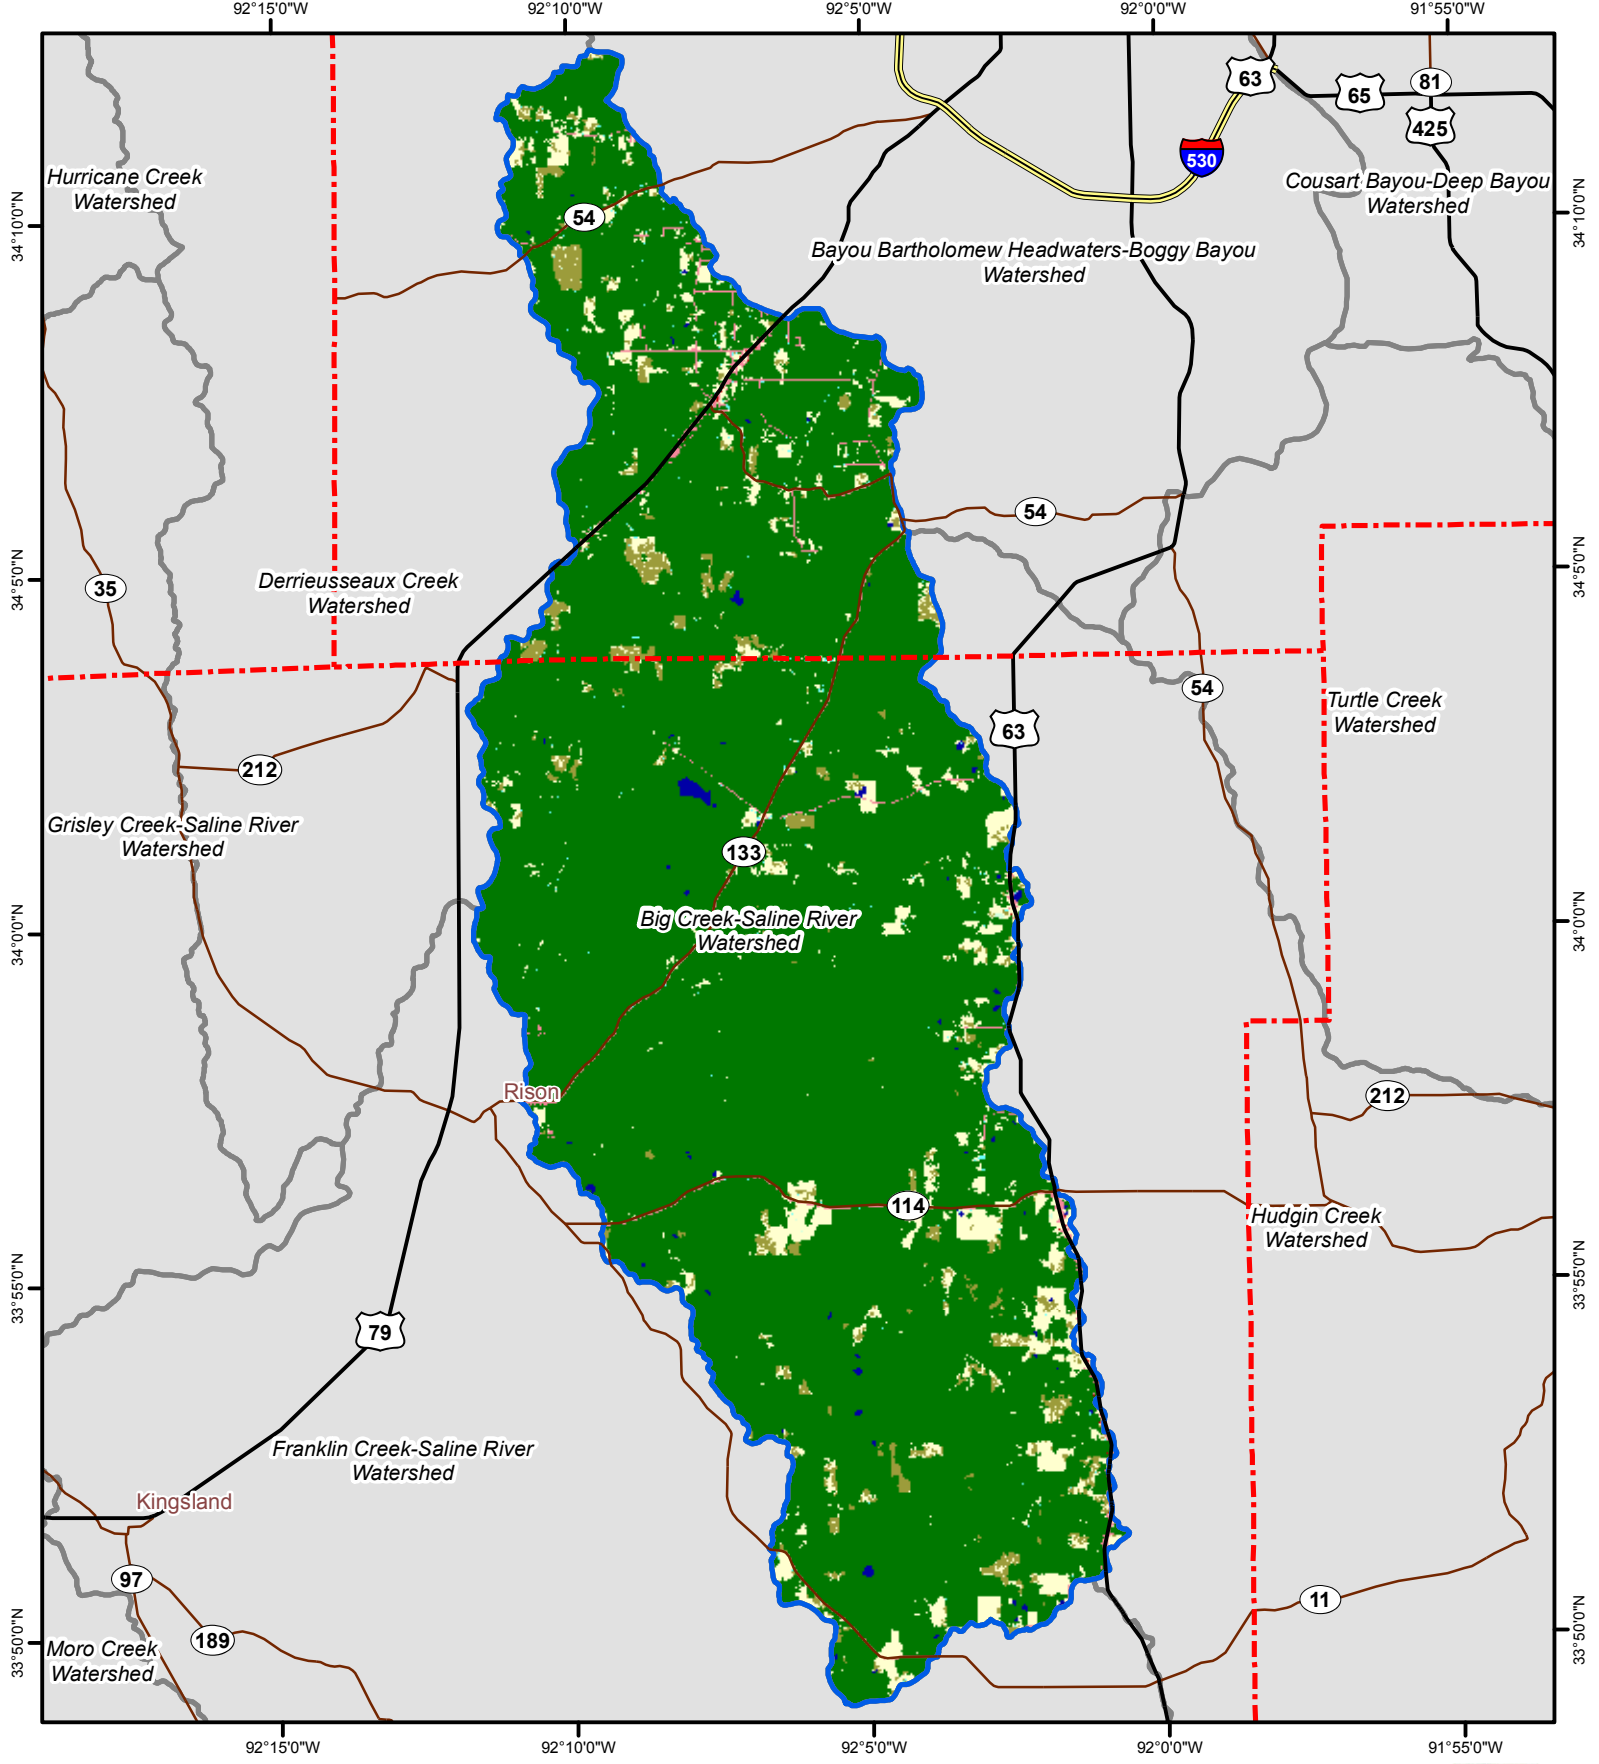 92°15'0"W
92°10'0"W
92°5'0"W
92°0'0"W
91°55'0"W
63
65
81
425
530
Hurricane Creek
Watershed
Cousart Bayou-Deep Bayou
Watershed
54
34°10'0"N
34°10'0"N
Bayou Bartholomew Headwaters-Boggy Bayou
Watershed
54
35
Derrieusseaux Creek
Watershed
34°5'0"N
34°5'0"N
54
Turtle Creek
Watershed
63
212
Grisley Creek-Saline River
Watershed
133
Big Creek-Saline River
Watershed
34°0'0"N
34°0'0"N
Rison
212
114
Hudgin Creek
Watershed
33°55'0"N
33°55'0"N
79
Franklin Creek-Saline River
Watershed
Kingsland
97
11
189
Moro Creek
Watershed
33°50'0"N
33°50'0"N
92°15'0"W
92°10'0"W
92°5'0"W
92°0'0"W
91°55'0"W